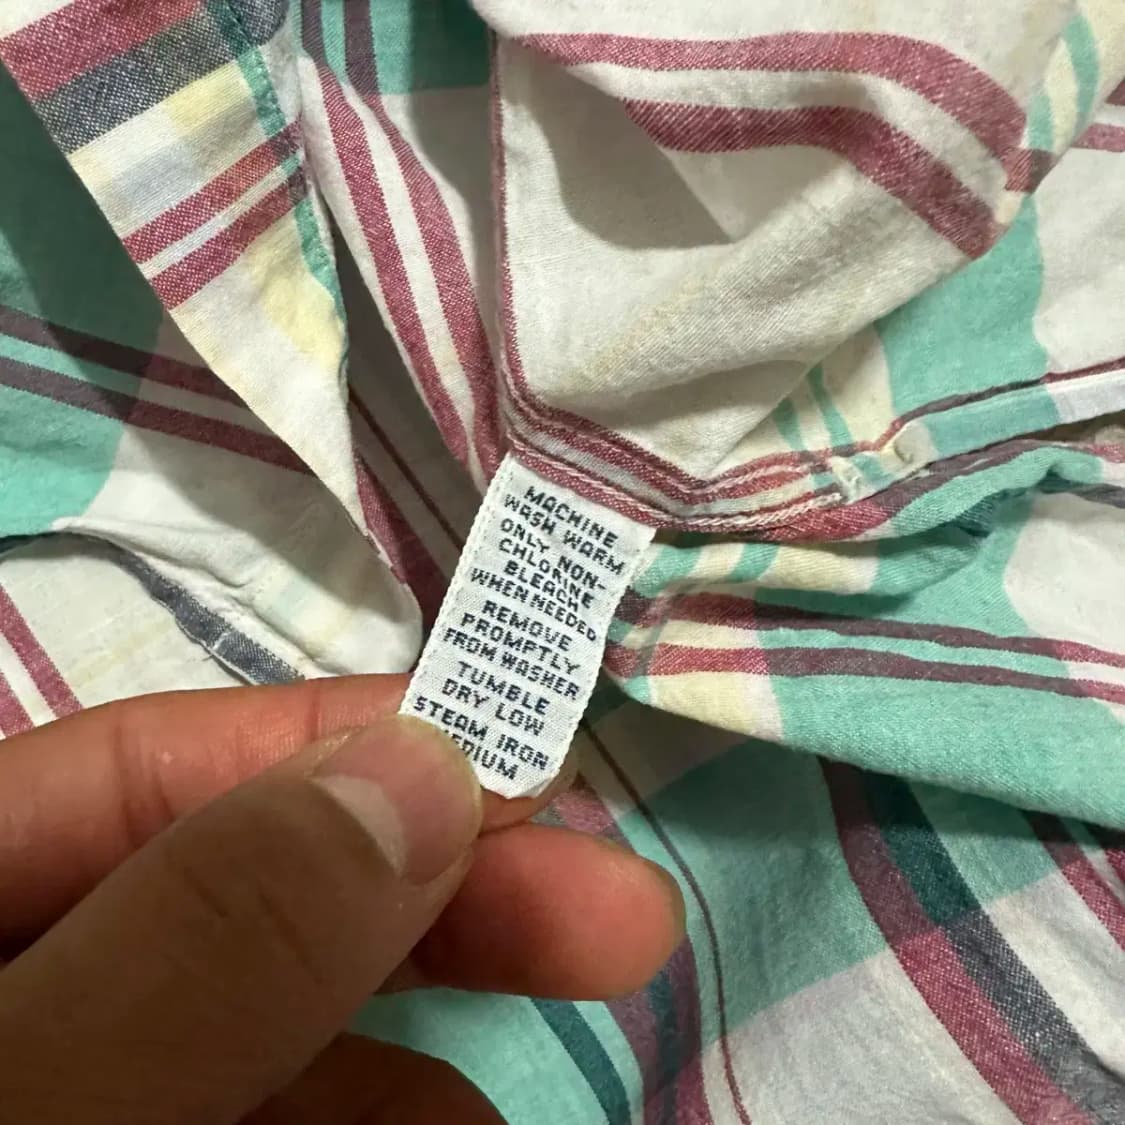 MACHINE
WASH WARM
ONLY NON-
CHLORINE
BLEACH
WHEN NEEDED
REMOVE
PROMPTLY
FROM WASHER
TUMBLE
DRY LOW
STEAM IRON